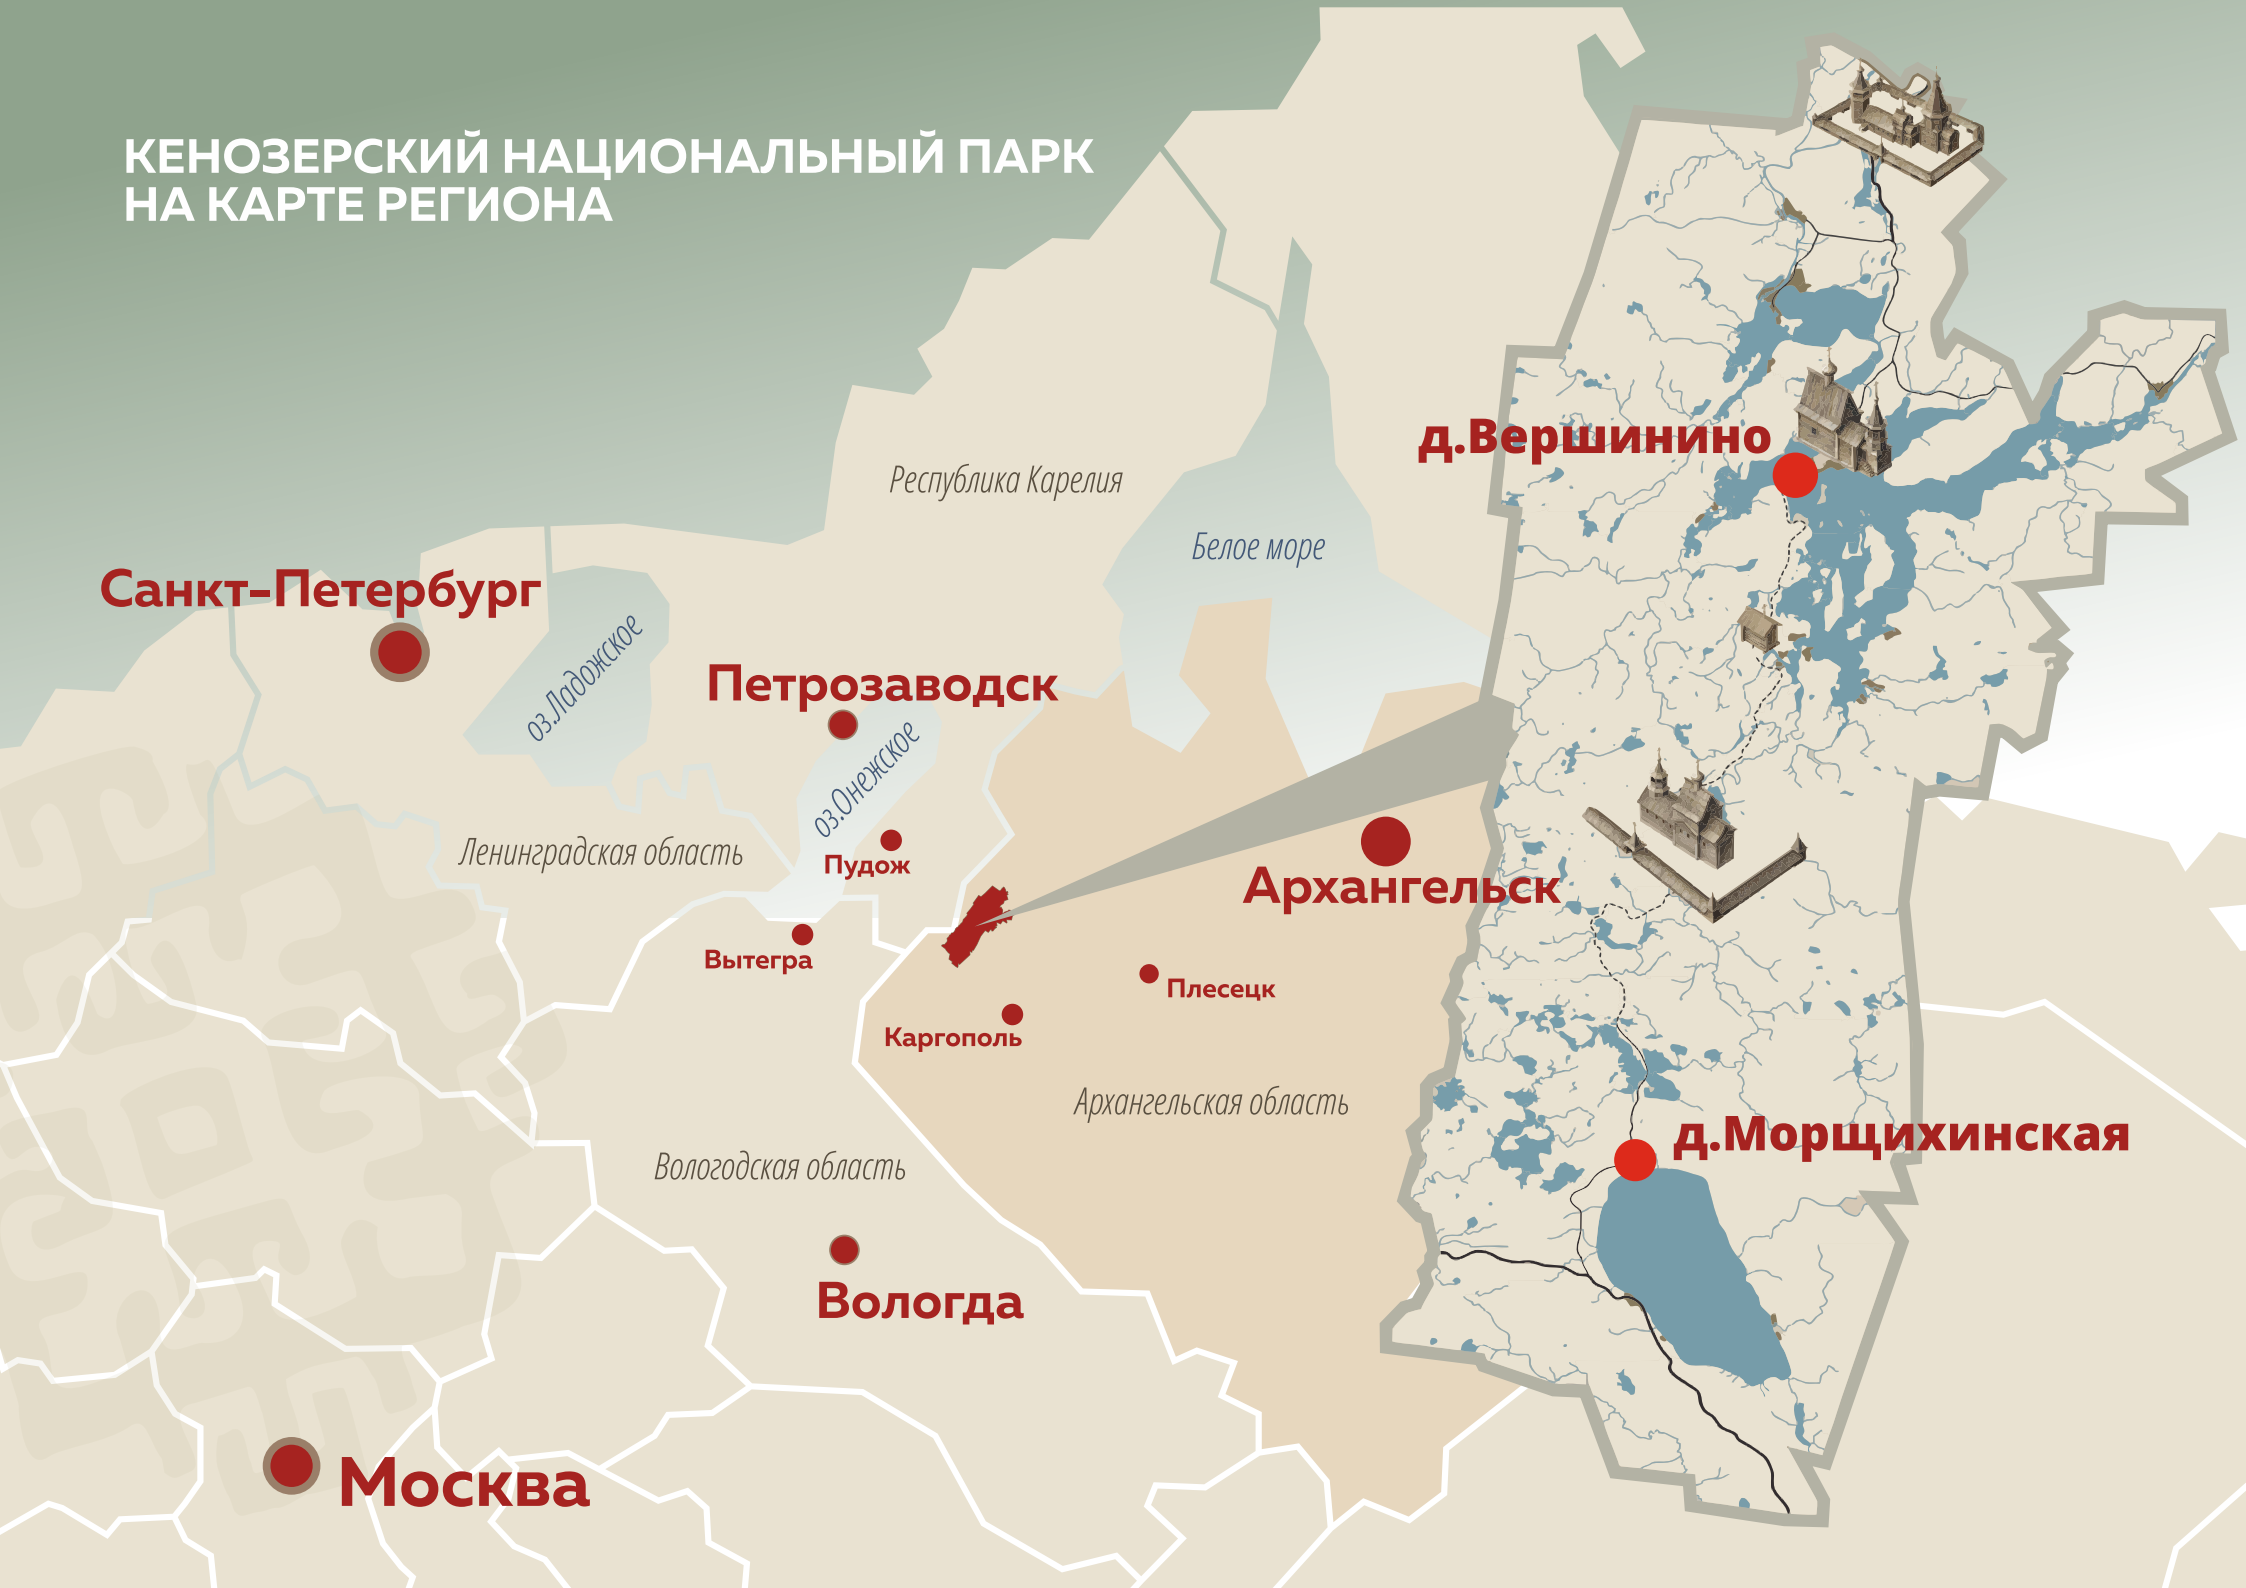 КЕНОЗЕРСКИЙ НАЦИОНАЛЬНЫЙ ПАРК
НА КАРТЕ РЕГИОНА
д.Вершинино
Республика Карелия
Белое море
Санкт-Петербург
оз.Ладожское
Петрозаводск
оз.Онежское
Ленинградская область
Пудож
Архангельск
Вытегра
Плесецк
Каргополь
Архангельская область
д.Морщихинская
Вологодская область
Вологда
Москва